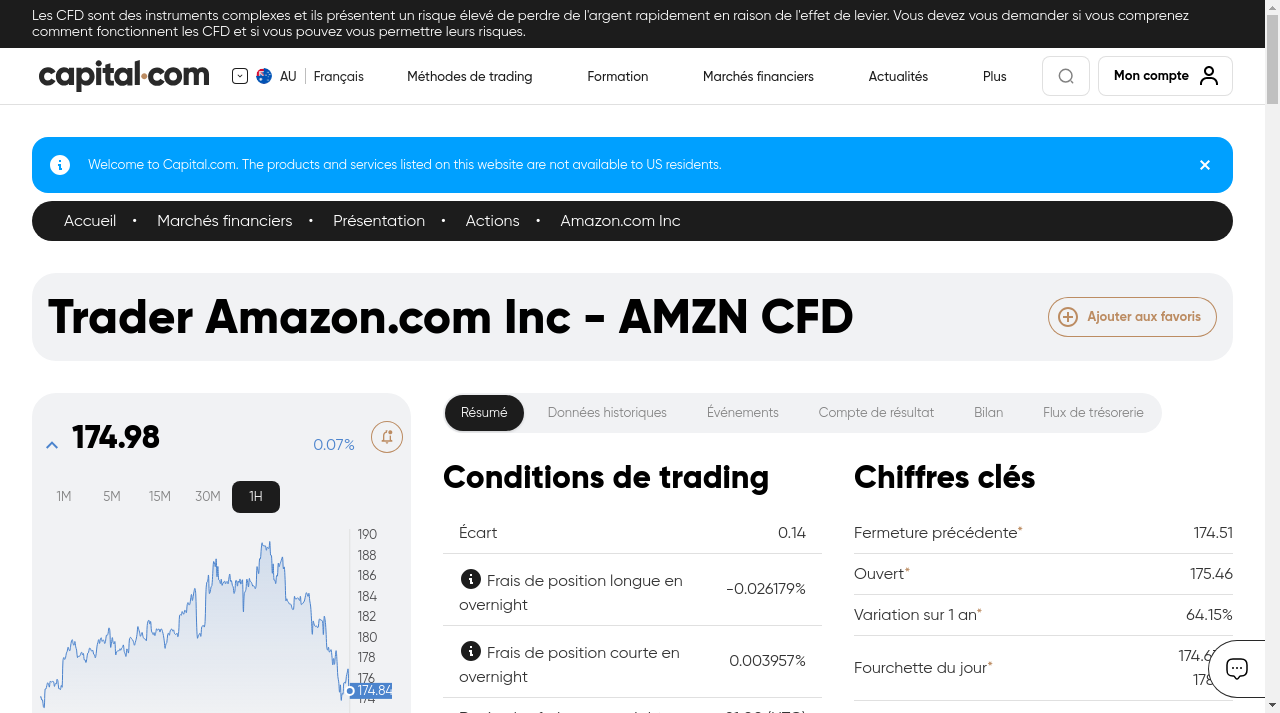 Les CFD sont des instruments complexes et ils présentent un risque élevé de perdre de l'argent rapidement en raison de l'effet de levier. Vous devez vous demander si vous comprenez
comment fonctionnent les CFD et si vous pouvez vous permettre leurs risques.
capital.com
AU
Français
Méthodes de trading
Formation
Marchés financiers
Actualités
Plus
Mon compte
Welcome to Capital.com. The products and services listed on this website are not available to US residents.
Accueil • Marchés financiers • Présentation • Actions • Amazon.com Inc
Trader Amazon.com Inc - AMZN CFD
Ajouter aux favoris
174.98
0.07%
1M 5M 15M 30M 1H
190
188
186
184
182
180
178
176
174.84
Résumé
Données historiques
Événements
Compte de résultat
Bilan
Flux de trésorerie
Conditions de trading
Écart 0.14
Frais de position longue en
overnight
-0.026179%
Frais de position courte en
overnight
0.003957%
Chiffres clés
Fermeture précédente* 174.51
Ouvert* 175.46
Variation sur 1 an* 64.15%
Fourchette du jour*